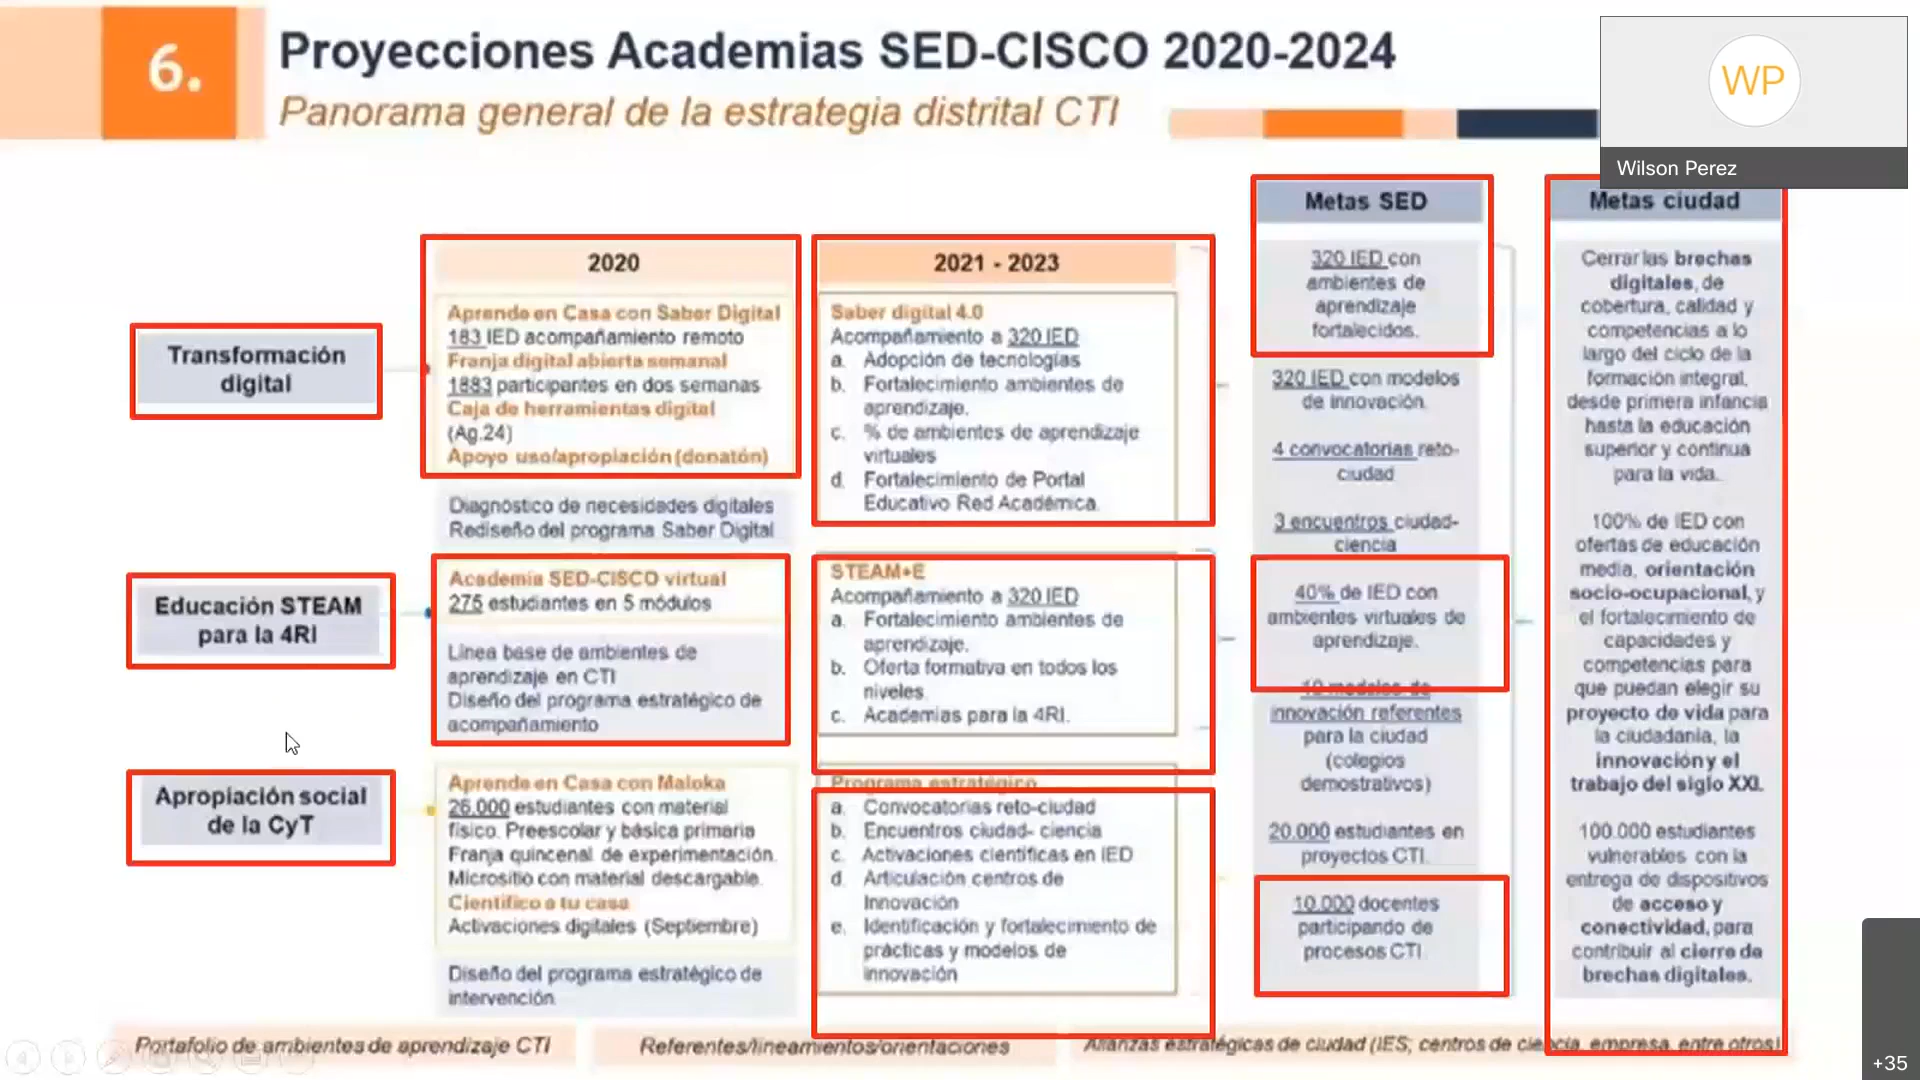 6.
Proyecciones Academias SED-CISCO 2020-2024
Panorama general de la estrategia distrital CTI
WP
Wilson Perez
Transformación
digital
Educación STEAM
para la 4RI
Apropiación social
de la CyT
2020
Aprende en Casa con Saber Digital
183 IED acompañamiento remoto
Franja digital abierta semanal
1883 participantes en dos semanas
Caja de herramientas digital
(Ag.24)
Apoyo uso/apropiación (donatón)
Diagnóstico de necesidades digitales
Rediseño del programa Saber Digital
Academia SED-CISCO virtual
275 estudiantes en 5 módulos
Línea base de ambientes de
aprendizaje en CTI
Diseño del programa estratégico de
acompañamiento
Aprende en Casa con Maloka
26.000 estudiantes con material
físico. Preescolar y básica primaria
Franja quincenal de experimentación.
Micrositio con material descargable.
Científico a tu casa
Activaciones digitales (Septiembre)
Diseño del programa estratégico de
intervención
2021 - 2023
Saber digital 4.0
Acompañamiento a 320 IED
a. Adopción de tecnologías
b. Fortalecimiento ambientes de
aprendizaje.
c. % de ambientes de aprendizaje
virtuales
d. Fortalecimiento de Portal
Educativo Red Académica.
STEAM+E
Acompañamiento a 320 IED
a. Fortalecimiento ambientes de
aprendizaje.
b. Oferta formativa en todos los
niveles.
c. Academias para la 4RI.
Programa estratégico
a. Convocatorias reto-ciudad
b. Encuentros ciudad- ciencia
c. Activaciones científicas en IED
d. Articulación centros de
Innovación
e. Identificación y fortalecimiento de
prácticas y modelos de
innovación
Metas SED
320 IED con
ambientes de
aprendizaje
fortalecidos.
320 IED con modelos
de innovación.
4 convocatorias reto-
ciudad
3 encuentros ciudad-
ciencia
40% de IED con
ambientes virtuales de
aprendizaje.
10 modelos de
innovación referentes
para la ciudad
(colegios
demostrativos)
20.000 estudiantes en
proyectos CTI.
10.000 docentes
participando de
procesos CTI.
Metas ciudad
Cerrar las brechas
digitales, de
cobertura, calidad y
competencias a lo
largo del ciclo de la
formación integral,
desde primera infancia
hasta la educación
superior y continua
para la vida.
100% de IED con
ofertas de educación
media, orientación
socio-ocupacional, y
el fortalecimiento de
capacidades y
competencias para
que puedan elegir su
proyecto de vida para
la ciudadanía, la
innovación y el
trabajo del siglo XXI.
100.000 estudiantes
vulnerables con la
entrega de dispositivos
de acceso y
conectividad, para
contribuir al cierre de
brechas digitales.
Portafolio de ambientes de aprendizaje CTI
Referentes/lineamientos/orientaciones
Alianzas estratégicas de ciudad (IES, centros de ciencia, empresa, entre otros)
+35